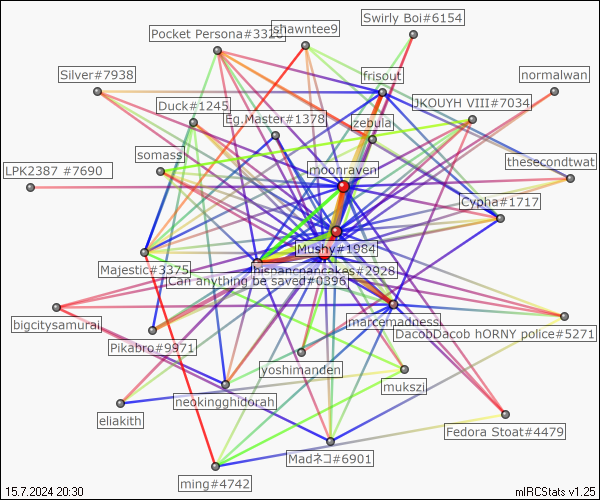 Swirly Boi#6154
shawntee9
Pocket Persona#3320
Silver#7938
frisout
normalwan
Duck#1245
JKOUYH VIII#7034
Eg.Master#1378
zebula
somass
thesecondtwat
LPK2387 #7690
moonraven
Cypha#1717
Mushy#1984
Majestic#3375
hispancpancakes#2928
Can anything be saved#0396
bigcitysamurai
marcemadness
DacobDacob hORNY police#5271
Pikabro#9971
yoshimanden
mukszi
neokingghidorah
eliakith
Fedora Stoat#4479
Madネコ#6901
ming#4742
15.7.2024 20:30
mIRCStats v1.25